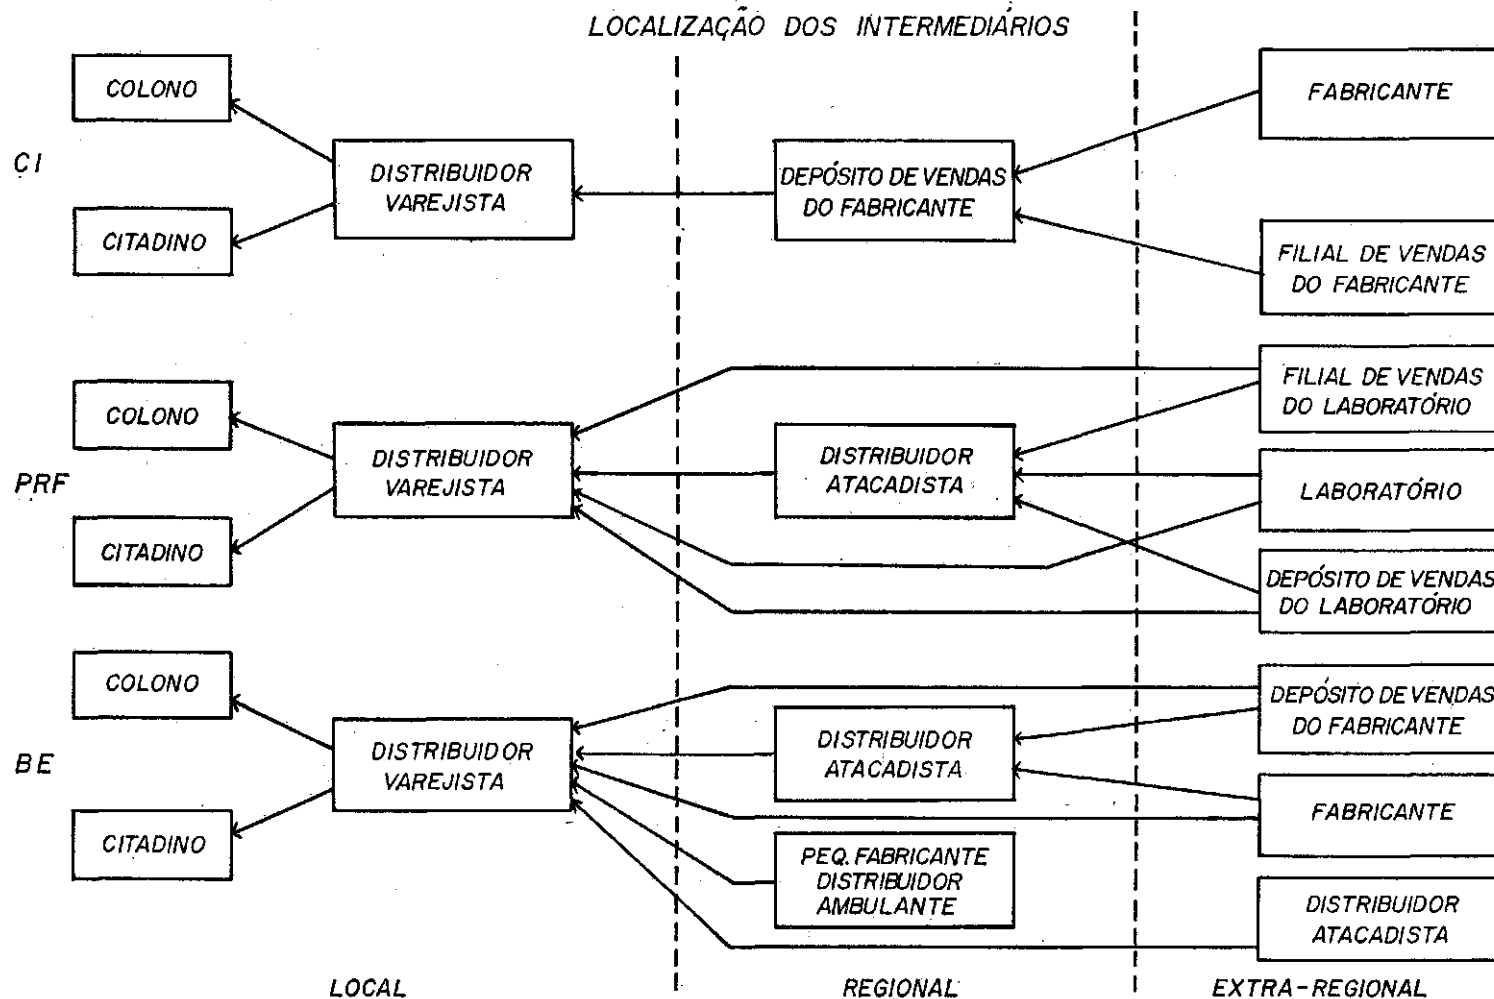 LOCALIZAÇÃO DOS INTERMEDIÁRIOS
CI
COLONO
CITADINO
DISTRIBUIDOR
VAREJISTA
DEPÓSITO DE VENDAS
DO FABRICANTE
FABRICANTE
FILIAL DE VENDAS
DO FABRICANTE
PRF
COLONO
CITADINO
DISTRIBUIDOR
VAREJISTA
DISTRIBUIDOR
ATACADISTA
FILIAL DE VENDAS
DO LABORATÓRIO
LABORATÓRIO
DEPÓSITO DE VENDAS
DO LABORATÓRIO
BE
COLONO
CITADINO
DISTRIBUIDOR
VAREJISTA
DISTRIBUIDOR
ATACADISTA
PEQ. FABRICANTE
DISTRIBUIDOR
AMBULANTE
DEPÓSITO DE VENDAS
DO FABRICANTE
FABRICANTE
DISTRIBUIDOR
ATACADISTA
LOCAL
REGIONAL
EXTRA-REGIONAL